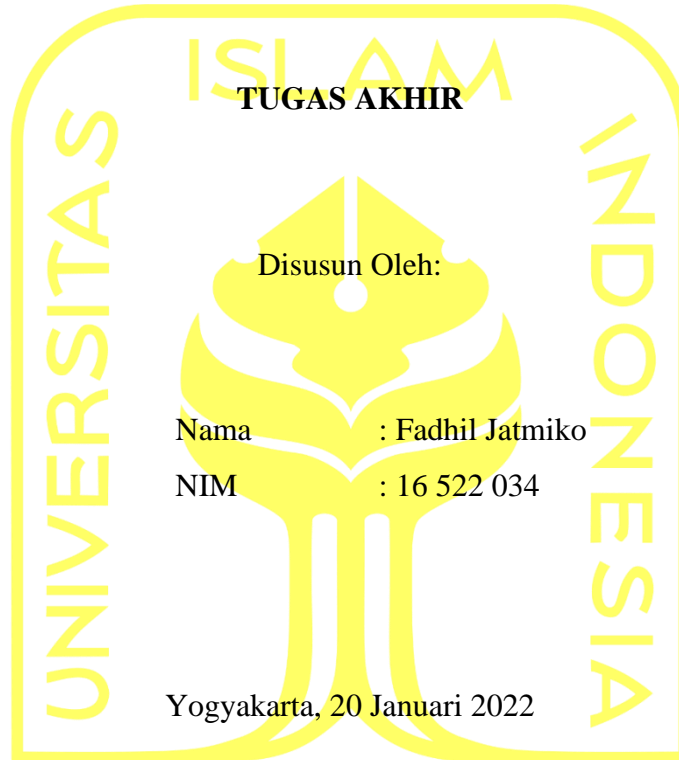 ISLAM
UNIVERSITAS
INDONESIA
TUGAS AKHIR
Disusun Oleh:
Nama : Fadhil Jatmiko
NIM : 16 522 034
Yogyakarta, 20 Januari 2022